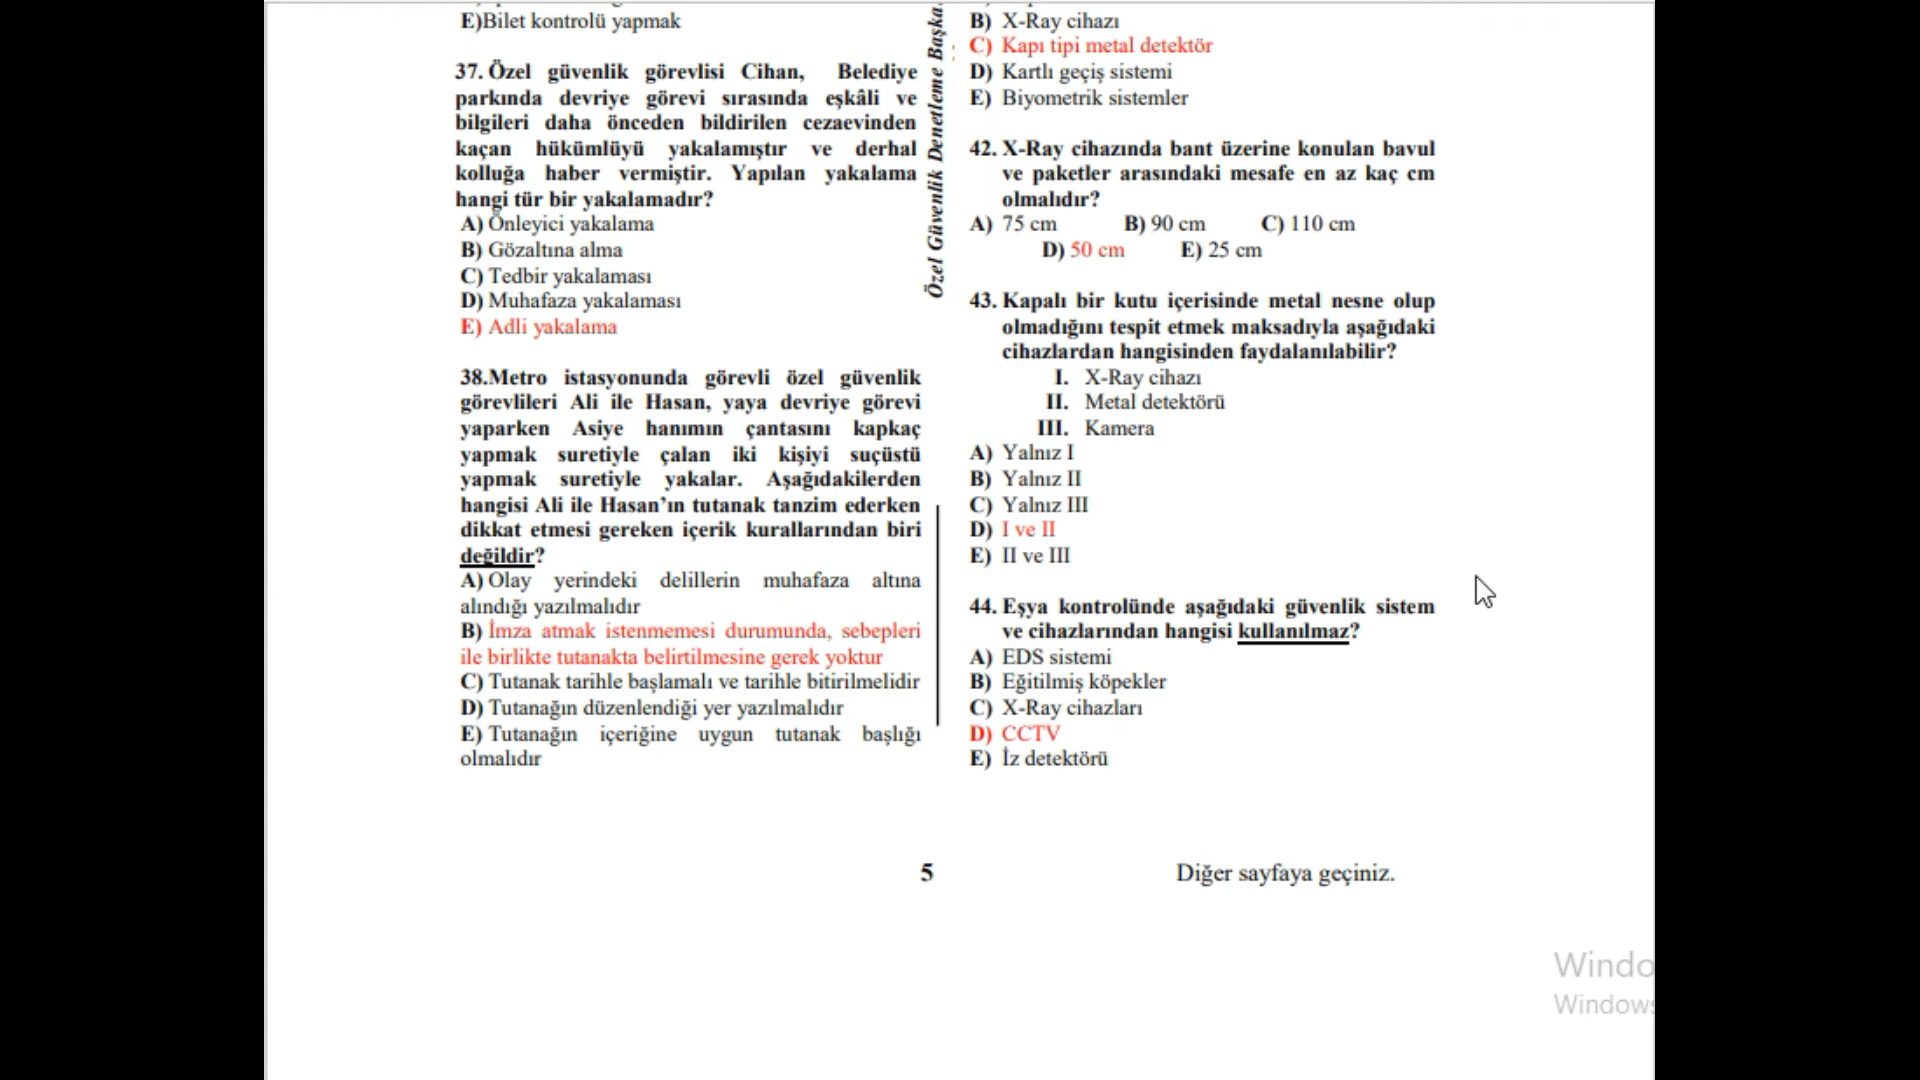 E)Bilet kontrolü yapmak
37. Özel güvenlik görevlisi Cihan, Belediye
parkında devriye görevi sırasında eşkâli ve
bilgileri daha önceden bildirilen cezaevinden
kaçan hükümlüyü yakalamıştır ve derhal
kolluğa haber vermiştir. Yapılan yakalama
hangi tür bir yakalamadır?
A) Önleyici yakalama
B) Gözaltına alma
C) Tedbir yakalaması
D) Muhafaza yakalaması
E) Adli yakalama
38.Metro istasyonunda görevli özel güvenlik
görevlileri Ali ile Hasan, yaya devriye görevi
yaparken Asiye hanımın çantasını kapkaç
yapmak suretiyle çalan iki kişiyi suçüstü
yapmak suretiyle yakalar. Aşağıdakilerden
hangisi Ali ile Hasan’ın tutanak tanzim ederken
dikkat etmesi gereken içerik kurallarından biri
değildir?
A) Olay yerindeki delillerin muhafaza altına
alındığı yazılmalıdır
B) İmza atmak istenmemesi durumunda, sebepleri
ile birlikte tutanakta belirtilmesine gerek yoktur
C) Tutanak tarihle başlamalı ve tarihle bitirilmelidir
D) Tutanağın düzenlendiği yer yazılmalıdır
E) Tutanağın içeriğine uygun tutanak başlığı
olmalıdır
Özel Güvenlik Denetleme Başka
B) X-Ray cihazı
C) Kapı tipi metal detektör
D) Kartlı geçiş sistemi
E) Biyometrik sistemler
42. X-Ray cihazında bant üzerine konulan bavul
ve paketler arasındaki mesafe en az kaç cm
olmalıdır?
A) 75 cm B) 90 cm C) 110 cm
D) 50 cm E) 25 cm
43. Kapalı bir kutu içerisinde metal nesne olup
olmadığını tespit etmek maksadıyla aşağıdaki
cihazlardan hangisinden faydalanılabilir?
I. X-Ray cihazı
II. Metal detektörü
III. Kamera
A) Yalnız I
B) Yalnız II
C) Yalnız III
D) I ve II
E) II ve III
44. Eşya kontrolünde aşağıdaki güvenlik sistem
ve cihazlarından hangisi kullanılmaz?
A) EDS sistemi
B) Eğitilmiş köpekler
C) X-Ray cihazları
D) CCTV
E) İz detektörü
5
Diğer sayfaya geçiniz.
Windo
Windows